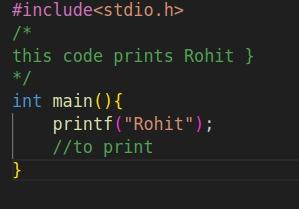 #include<stdio.h>
/*
this code prints Rohit }
*/
int main(){
    printf("Rohit");
    //to print
}